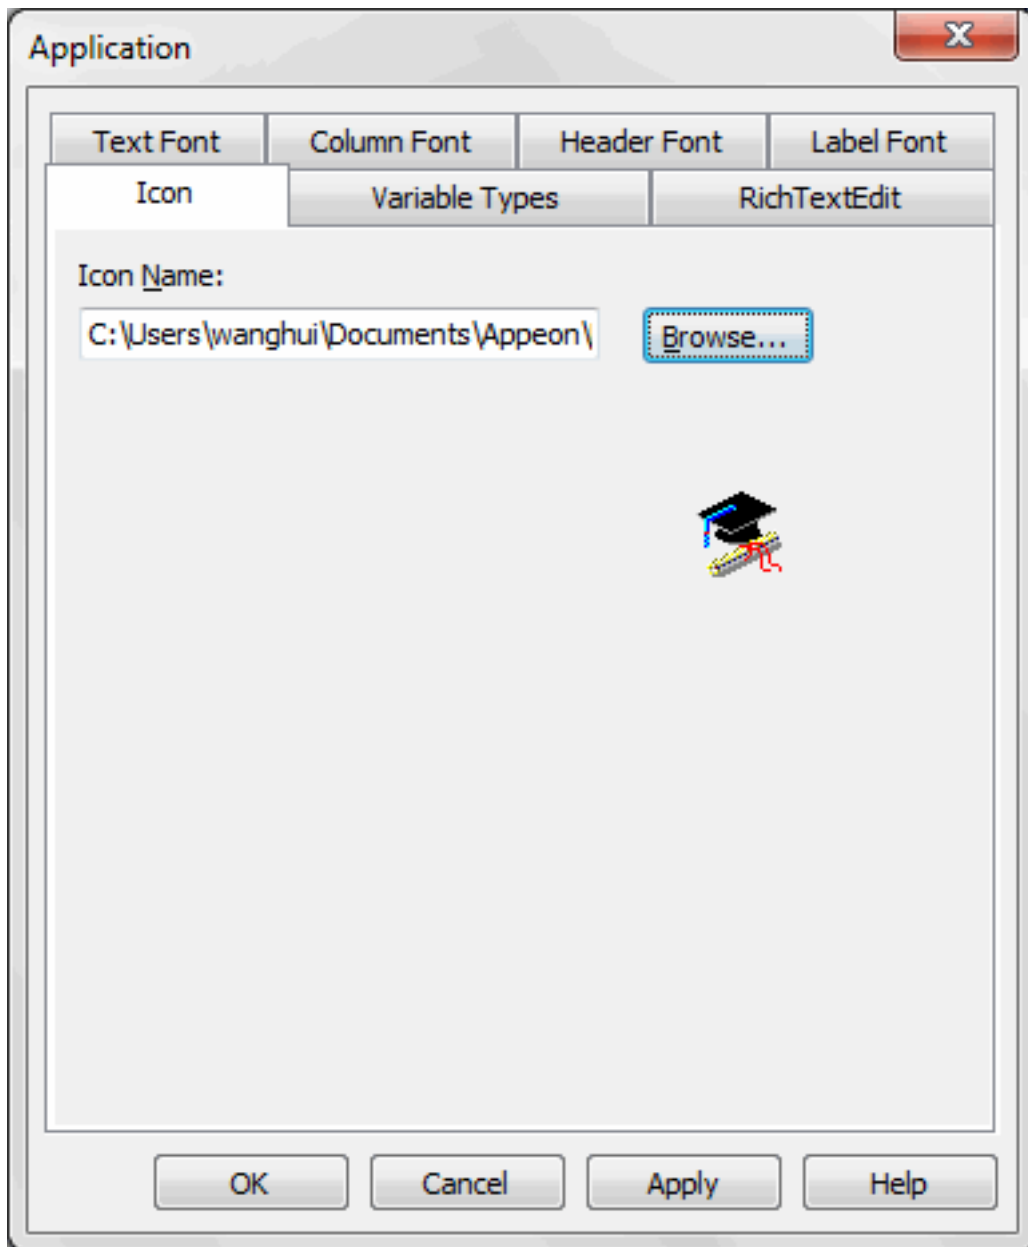 Application
Text Font Column Font Header Font Label Font
Icon Variable Types RichTextEdit
Icon Name:
C:\Users\wanghui\Documents\Appeon\ Browse...
OK Cancel Apply Help